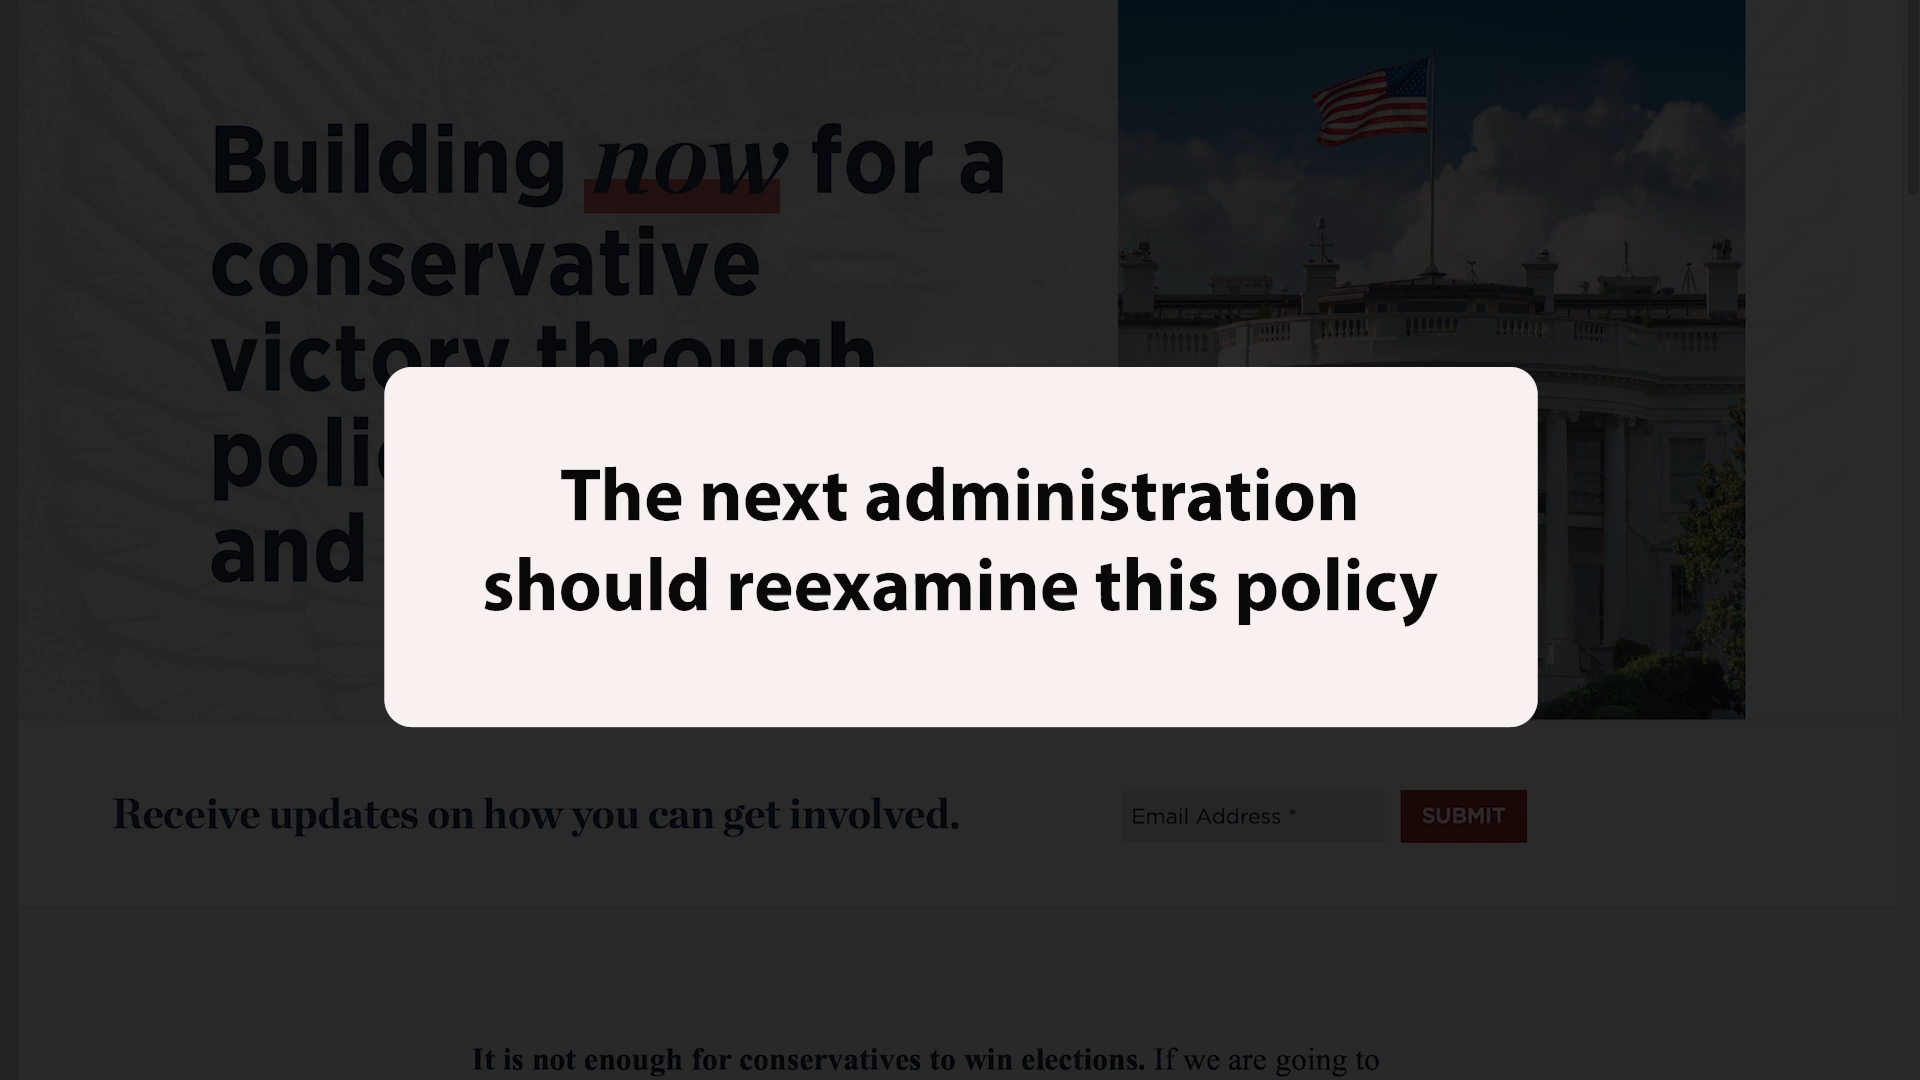 Building now for a
conservative
victory through
and
The next administration
should reexamine this policy
Receive updates on how you can get involved.
Email Address *
SUBMIT
It is not enough for conservatives to win elections. If we are going to